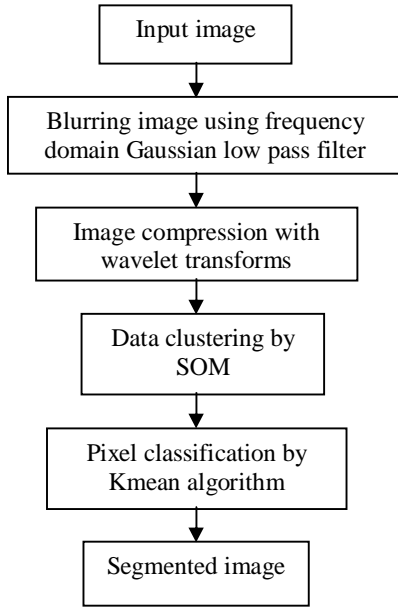 Input image
Blurring image using frequency
domain Gaussian low pass filter
Image compression with
wavelet transforms
Data clustering by
SOM
Pixel classification by
Kmean algorithm
Segmented image